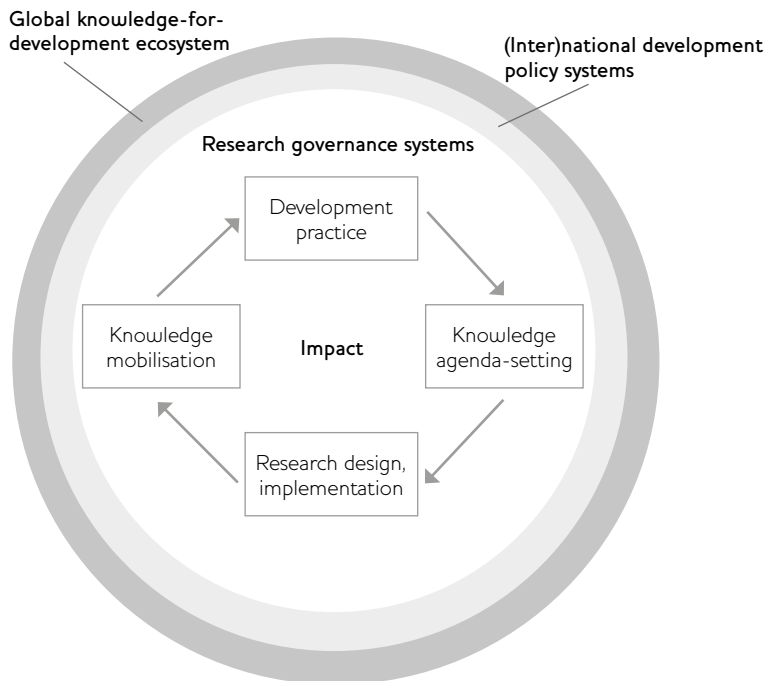 Global knowledge-for-
development ecosystem
(Inter)national development
policy systems
Research governance systems
Development
practice
Knowledge
mobilisation
Impact
Knowledge
agenda-setting
Research design,
implementation